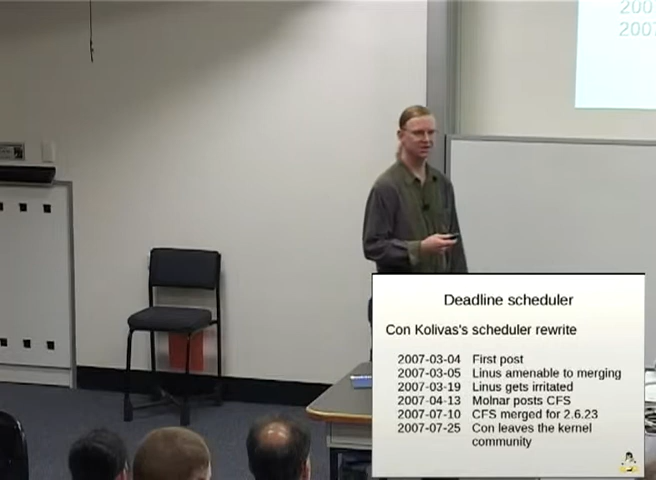 200
2007
Deadline scheduler
Con Kolivas's scheduler rewrite
2007-03-04 First post
2007-03-05 Linus amenable to merging
2007-03-19 Linus gets irritated
2007-04-13 Molnar posts CFS
2007-07-10 CFS merged for 2.6.23
2007-07-25 Con leaves the kernel
community